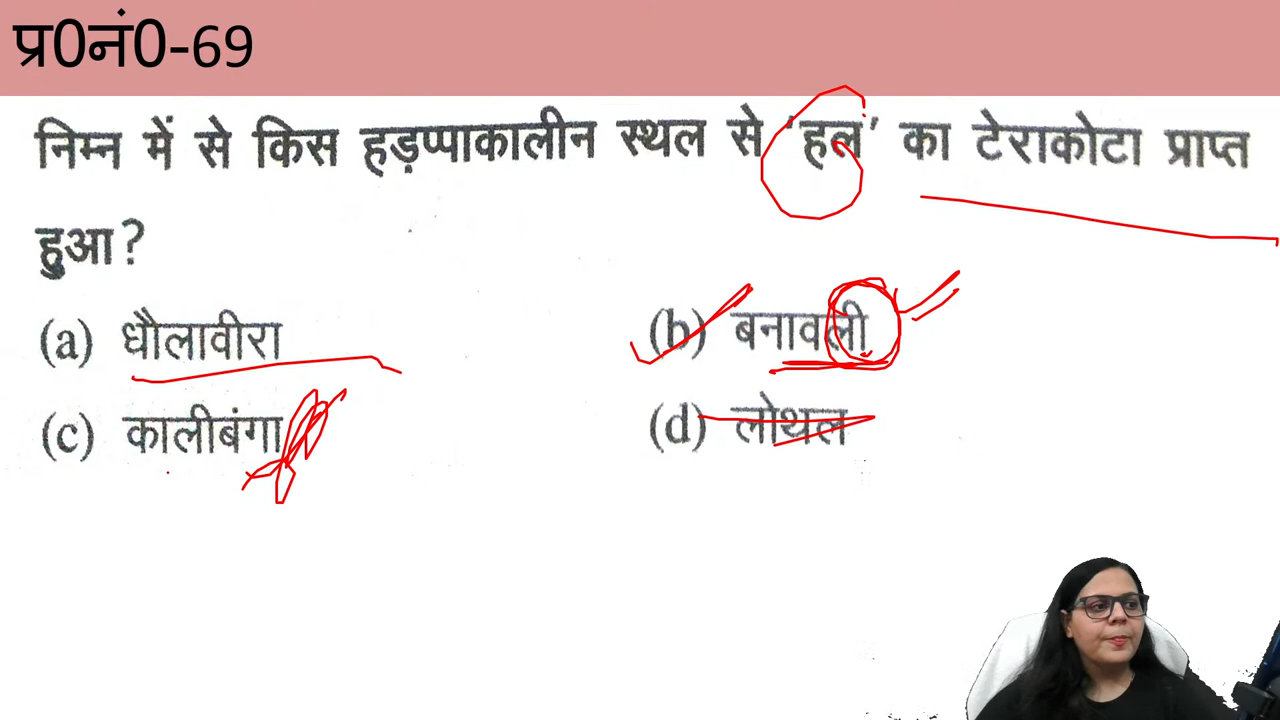 प्र0नं0-69
निम्न में से किस हड़प्पाकालीन स्थल से 'हल' का टेराकोटा प्राप्त
हुआ?
(a) धौलावीरा (b) बनावली
(c) कालीबंगा (d) लोथल